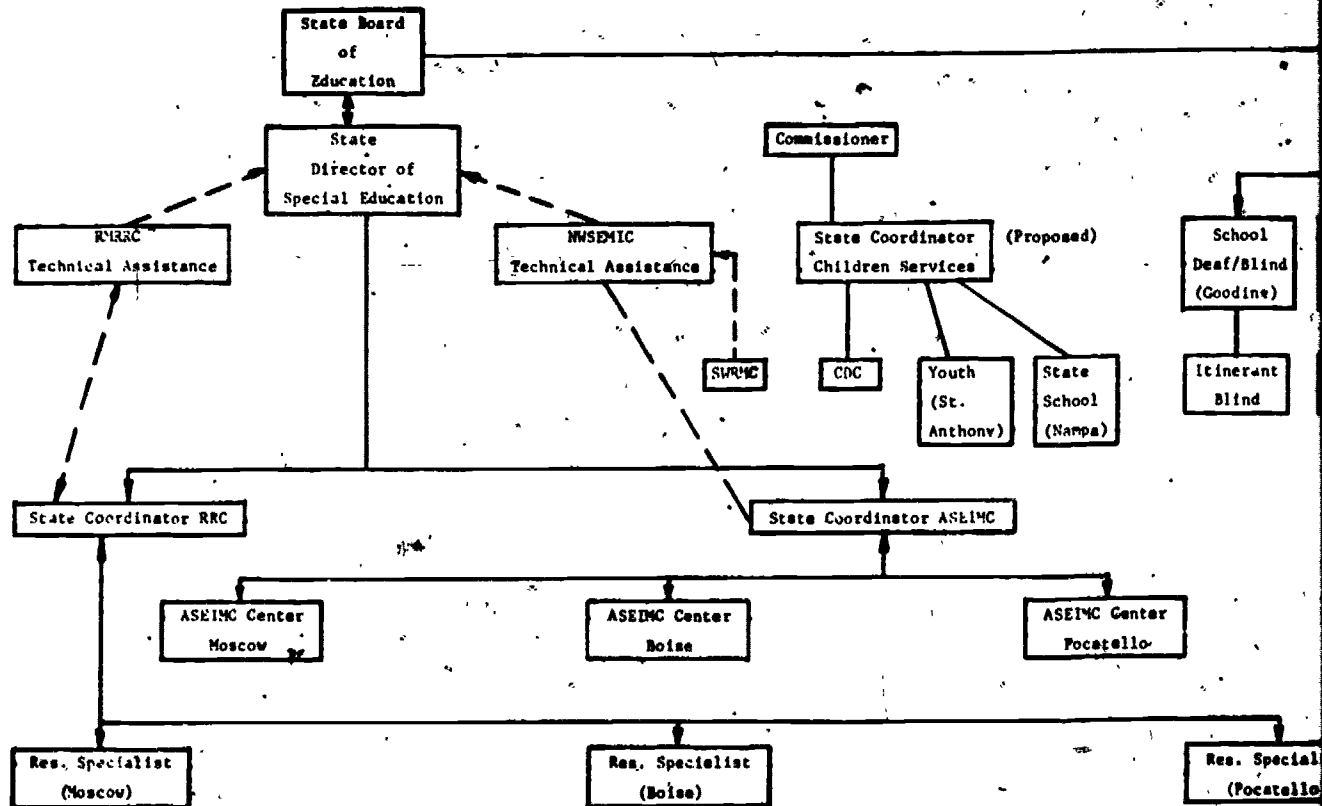 State Board
of
Education
State
Director of
Special Education
Commissioner
RMRRC
Technical Assistance
NWSEMIC
Technical Assistance
State Coordinator
Children Services
(Proposed)
School
Deaf/Blind
(Gooding)
SWRMC
CDC
Youth
(St.
Anthony)
State
School
(Nampa)
Itinerant
Blind
State Coordinator RRC
State Coordinator ASEIMC
ASEIMC Center
Moscow
ASEIMC Center
Boise
ASEIMC Center
Pocatello
Res. Specialist
(Moscow)
Res. Specialist
(Boise)
Res. Special
(Pocatello